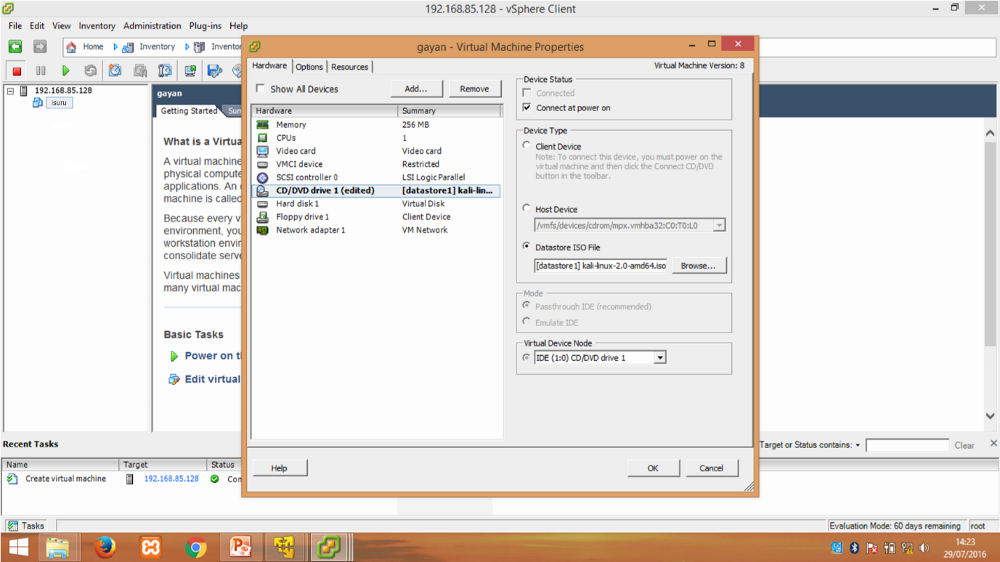 192.168.85.128 - vSphere Client
File Edit View Inventory Administration Plug-ins Help
Home Inventory
192.168.85.128
Isuru
gayan
Getting Started
What is a
A virtual machine
physical
applications. An
machine is called
Because every
environment,
workstation
consolidate
Virtual machines
many virtual
Basic Tasks
Power on
Edit virtual
gayan - Virtual Machine Properties
Hardware Options Resources
Virtual Machine Version: 8
Show All Devices Add... Remove
Hardware Summary
Memory 256 MB
CPUs 1
Video card Video card
VMCI device Restricted
SCSI controller 0 LSI Logic Parallel
CD/DVD drive 1 (edited) [datastore1] kali-lin...
Hard disk 1 Virtual Disk
Floppy drive 1 Client Device
Network adapter 1 VM Network
Device Status
Connected
Connect at power on
Device Type
Client Device
Note: To connect this device, you must power on the
virtual machine and then click the Connect CD/DVD
button in the toolbar.
Host Device
/vmfs/devices/cdrom/mpx.vmhba32:C0:T0:L0
Datastore ISO File
[datastore1] kali-linux-2.0-amd64.iso Browse...
Mode
Passthrough IDE (recommended)
Emulate IDE
Virtual Device Node
IDE (1:0) CD/DVD drive 1
Help OK Cancel
Recent Tasks
Target or Status contains: Clear
Name Target Status
Create virtual machine 192.168.85.128
Tasks
Evaluation Mode: 60 days remaining root
14:23
29/07/2016